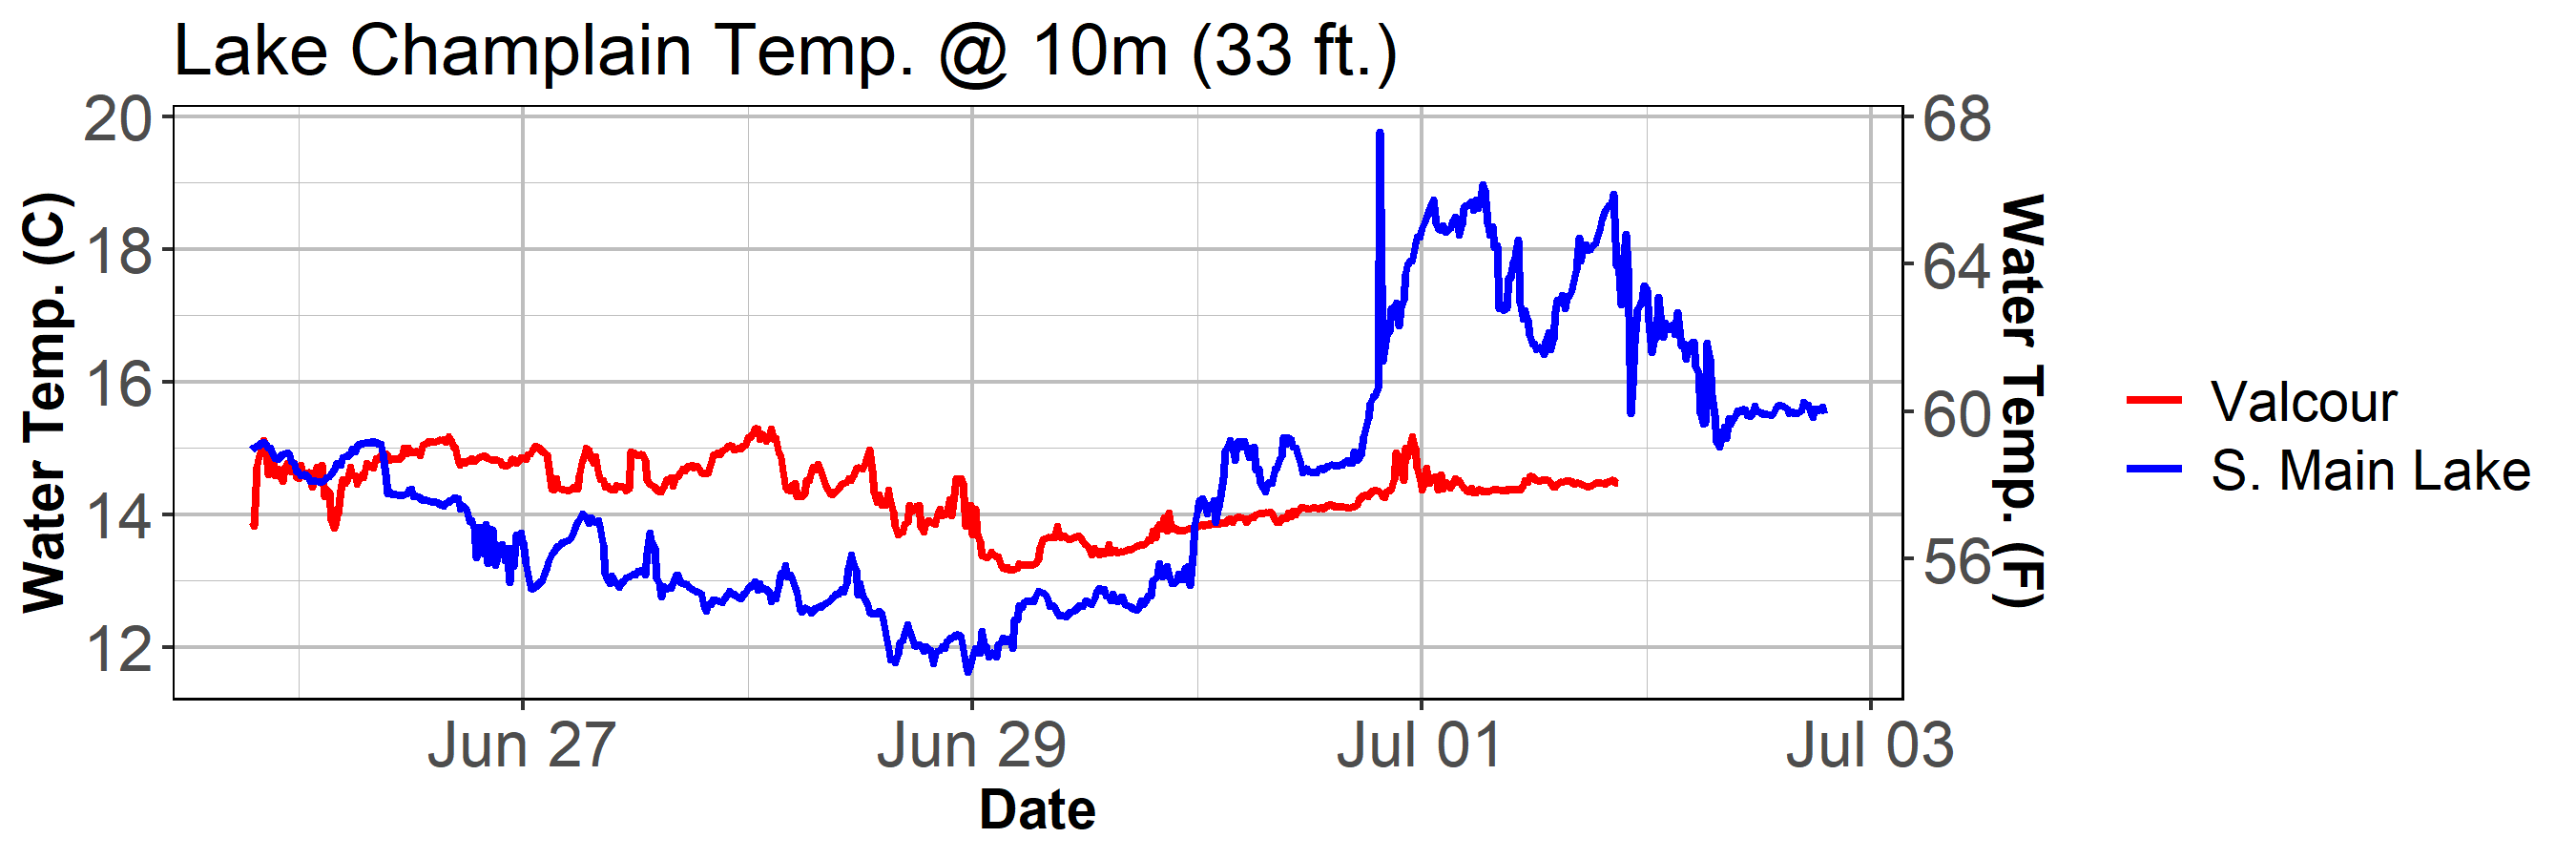 Lake Champlain Temp. @ 10m (33 ft.)
Water Temp. (C)
20
18
16
14
12
68
64
60
56
Water Temp. (F)
Jun 27
Jun 29
Jul 01
Jul 03
Date
Valcour
S. Main Lake